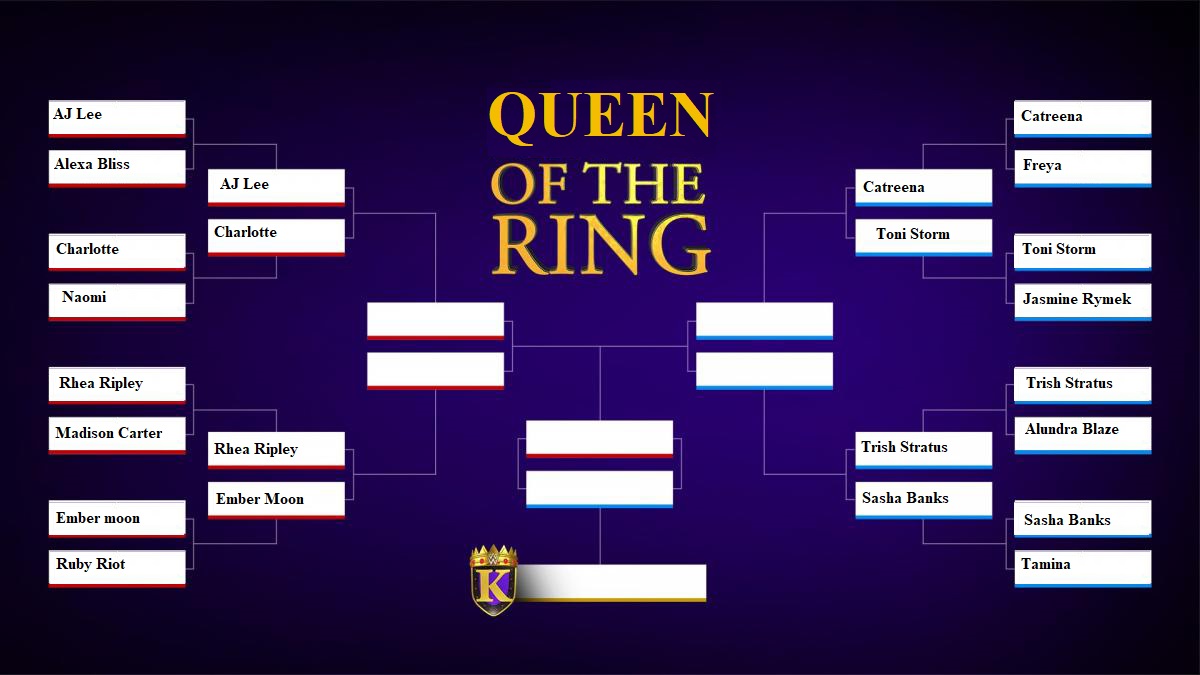 QUEEN
OF THE
RING
AJ Lee
Alexa Bliss
Charlotte
Naomi
Rhea Ripley
Madison Carter
Ember moon
Ruby Riot
AJ Lee
Charlotte
Rhea Ripley
Ember Moon
K
Catreena
Toni Storm
Trish Stratus
Sasha Banks
Catreena
Freya
Toni Storm
Jasmine Rymek
Trish Stratus
Alundra Blaze
Sasha Banks
Tamina